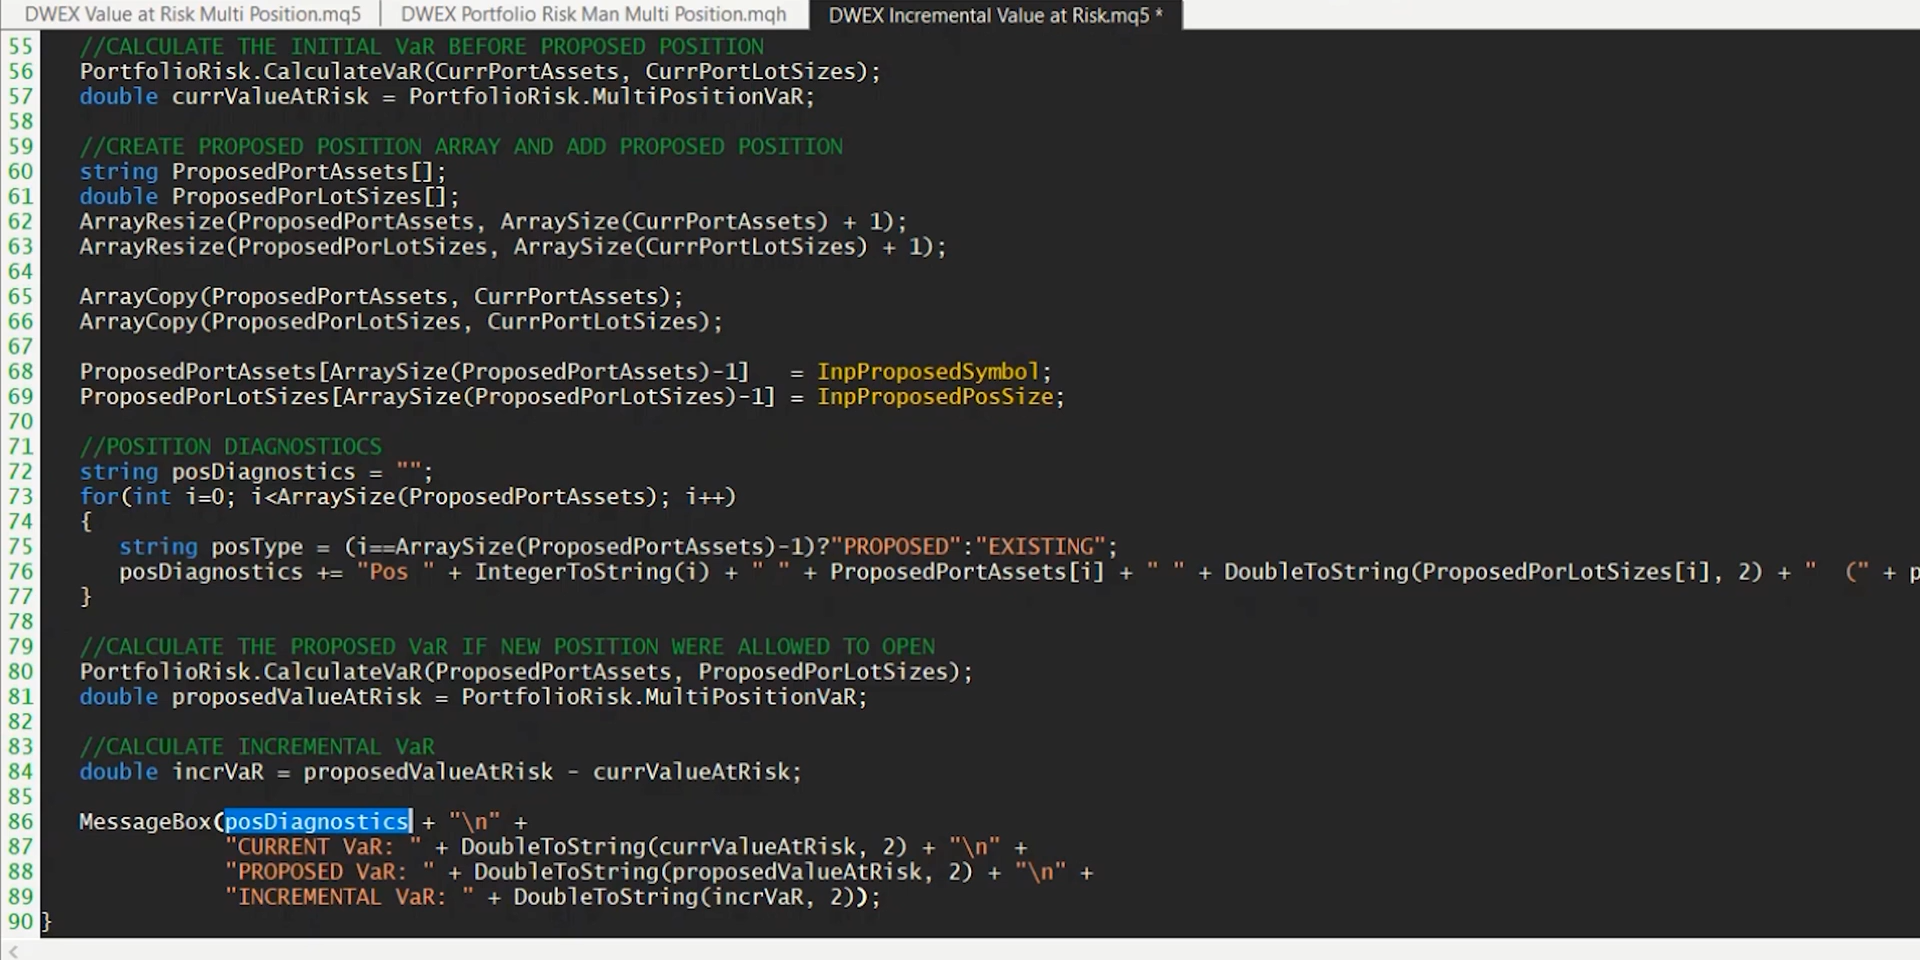 DWEX Value at Risk Multi Position.mq5 DWEX Portfolio Risk Man Multi Position.mqh DWEX Incremental Value at Risk.mq5 *
55 //CALCULATE THE INITIAL VaR BEFORE PROPOSED POSITION
56 PortfolioRisk.CalculateVaR(CurrPortAssets, CurrPortLotSizes);
57 double currValueAtRisk = PortfolioRisk.MultiPositionVaR;
58
59 //CREATE PROPOSED POSITION ARRAY AND ADD PROPOSED POSITION
60 string ProposedPortAssets[];
61 double ProposedPorLotSizes[];
62 ArrayResize(ProposedPortAssets, ArraySize(CurrPortAssets) + 1);
63 ArrayResize(ProposedPorLotSizes, ArraySize(CurrPortLotSizes) + 1);
64
65 ArrayCopy(ProposedPortAssets, CurrPortAssets);
66 ArrayCopy(ProposedPorLotSizes, CurrPortLotSizes);
67
68 ProposedPortAssets[ArraySize(ProposedPortAssets)-1] = InpProposedSymbol;
69 ProposedPorLotSizes[ArraySize(ProposedPorLotSizes)-1] = InpProposedPosSize;
70
71 //POSITION DIAGNOSTIOCS
72 string posDiagnostics = "";
73 for(int i=0; i<ArraySize(ProposedPortAssets); i++)
74 {
75 string posType = (i==ArraySize(ProposedPortAssets)-1)?"PROPOSED":"EXISTING";
76 posDiagnostics += "Pos " + IntegerToString(i) + " " + ProposedPortAssets[i] + " " + DoubleToString(ProposedPorLotSizes[i], 2) + "  (" + p
77 }
78
79 //CALCULATE THE PROPOSED VaR IF NEW POSITION WERE ALLOWED TO OPEN
80 PortfolioRisk.CalculateVaR(ProposedPortAssets, ProposedPorLotSizes);
81 double proposedValueAtRisk = PortfolioRisk.MultiPositionVaR;
82
83 //CALCULATE INCREMENTAL VaR
84 double incrVaR = proposedValueAtRisk - currValueAtRisk;
85
86 MessageBox(posDiagnostics + "\n" +
87 "CURRENT VaR: " + DoubleToString(currValueAtRisk, 2) + "\n" +
88 "PROPOSED VaR: " + DoubleToString(proposedValueAtRisk, 2) + "\n" +
89 "INCREMENTAL VaR: " + DoubleToString(incrVaR, 2));
90 }